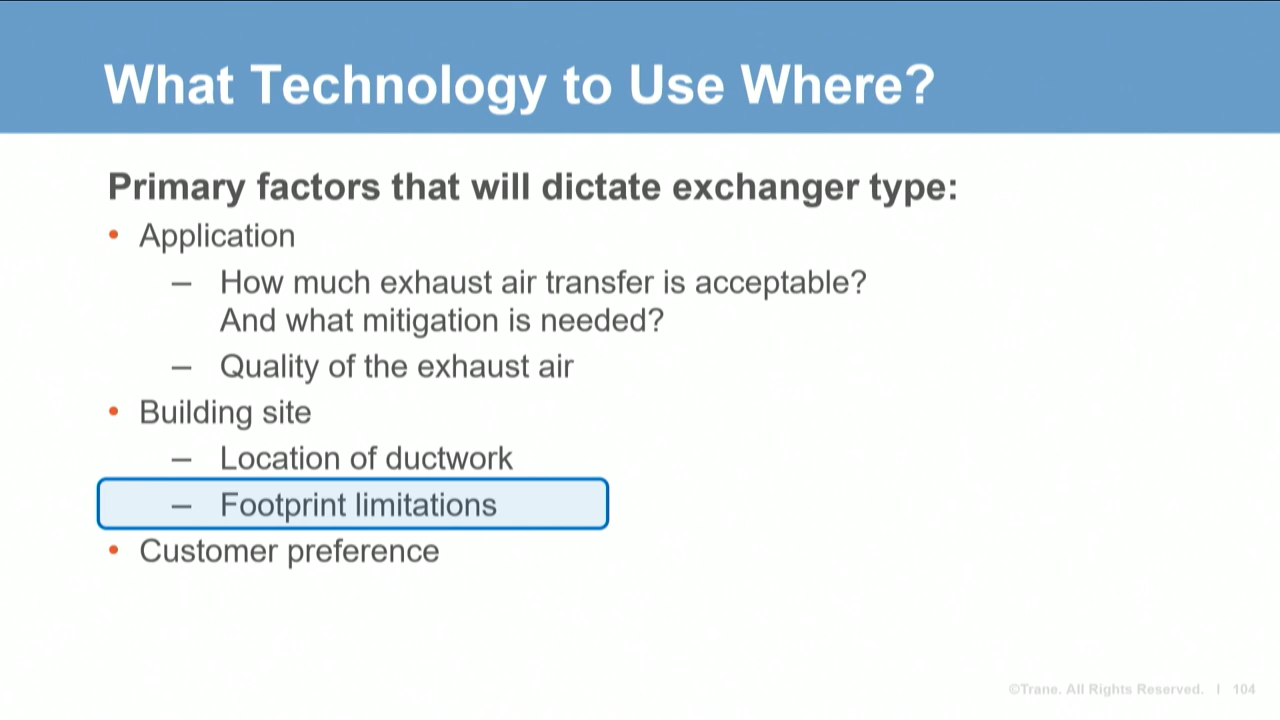 What Technology to Use Where?
Primary factors that will dictate exchanger type:
• Application
– How much exhaust air transfer is acceptable?
And what mitigation is needed?
– Quality of the exhaust air
• Building site
– Location of ductwork
– Footprint limitations
• Customer preference
©Trane. All Rights Reserved. I 104